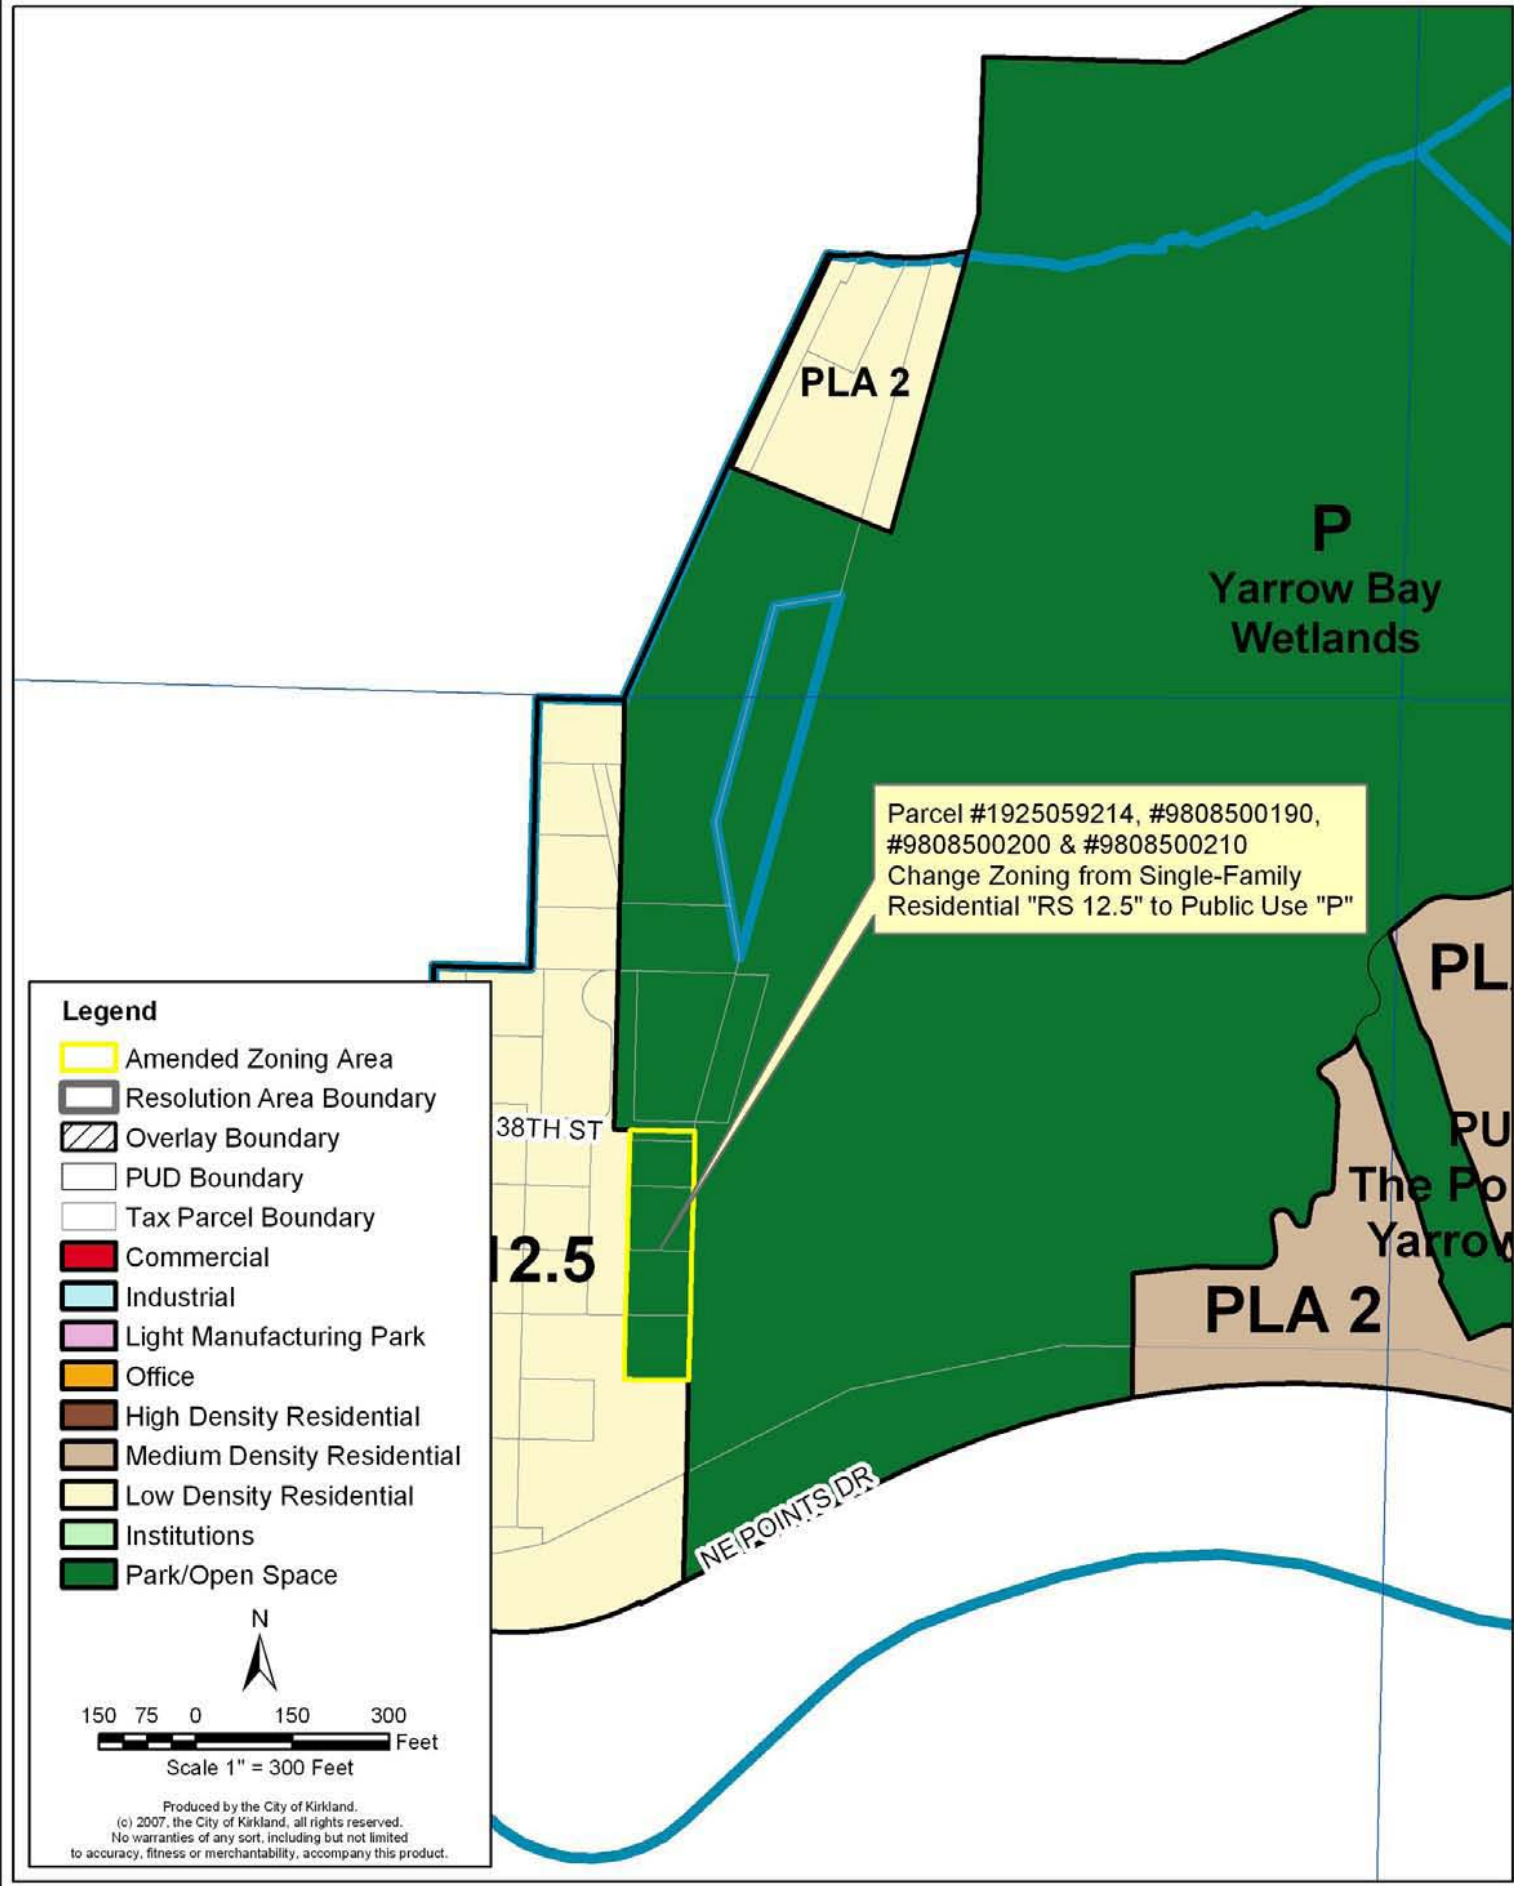 PLA 2
P
Yarrow Bay
Wetlands
Parcel #1925059214, #9808500190,
#9808500200 & #9808500210
Change Zoning from Single-Family
Residential "RS 12.5" to Public Use "P"
PL
PU
The Po
Yarrow
PLA 2
38TH ST
12.5
NE POINTS DR
Legend
Amended Zoning Area
Resolution Area Boundary
Overlay Boundary
PUD Boundary
Tax Parcel Boundary
Commercial
Industrial
Light Manufacturing Park
Office
High Density Residential
Medium Density Residential
Low Density Residential
Institutions
Park/Open Space
N
150 75 0 150 300
Feet
Scale 1" = 300 Feet
Produced by the City of Kirkland.
(c) 2007, the City of Kirkland, all rights reserved.
No warranties of any sort, including but not limited
to accuracy, fitness or merchantability, accompany this product.